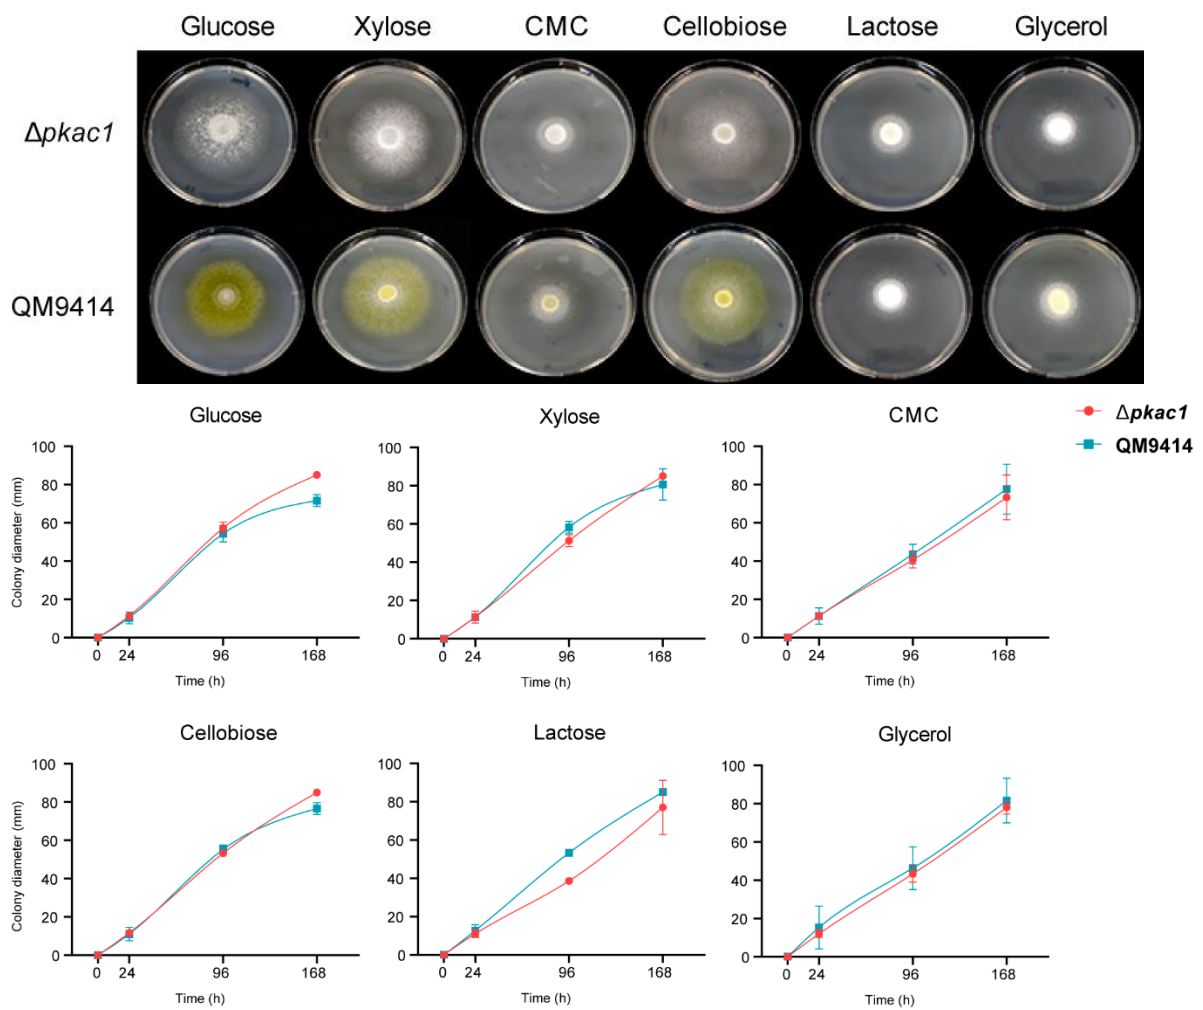 Glucose Xylose CMC Cellobiose Lactose Glycerol
Δpkac1
QM9414
Glucose Xylose CMC
Δpkac1
QM9414
Colony diameter (mm)
100 80 60 40 20 0
0 24 96 168
Time (h)
100 80 60 40 20 0
0 24 96 168
Time (h)
100 80 60 40 20 0
0 24 96 168
Time (h)
Cellobiose Lactose Glycerol
Colony diameter (mm)
100 80 60 40 20 0
0 24 96 168
Time (h)
100 80 60 40 20 0
0 24 96 168
Time (h)
100 80 60 40 20 0
0 24 96 168
Time (h)